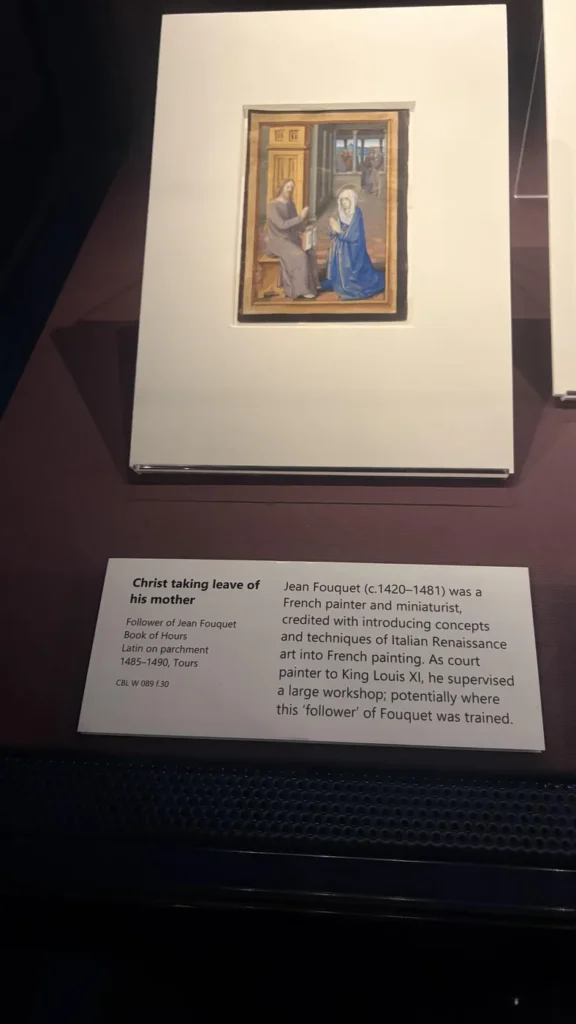 Christ taking leave of
his mother
Follower of Jean Fouquet
Book of Hours
Latin on parchment
1485–1490, Tours
CBL W 089 f.30
Jean Fouquet (c.1420–1481) was a
French painter and miniaturist,
credited with introducing concepts
and techniques of Italian Renaissance
art into French painting. As court
painter to King Louis XI, he supervised
a large workshop; potentially where
this ‘follower’ of Fouquet was trained.